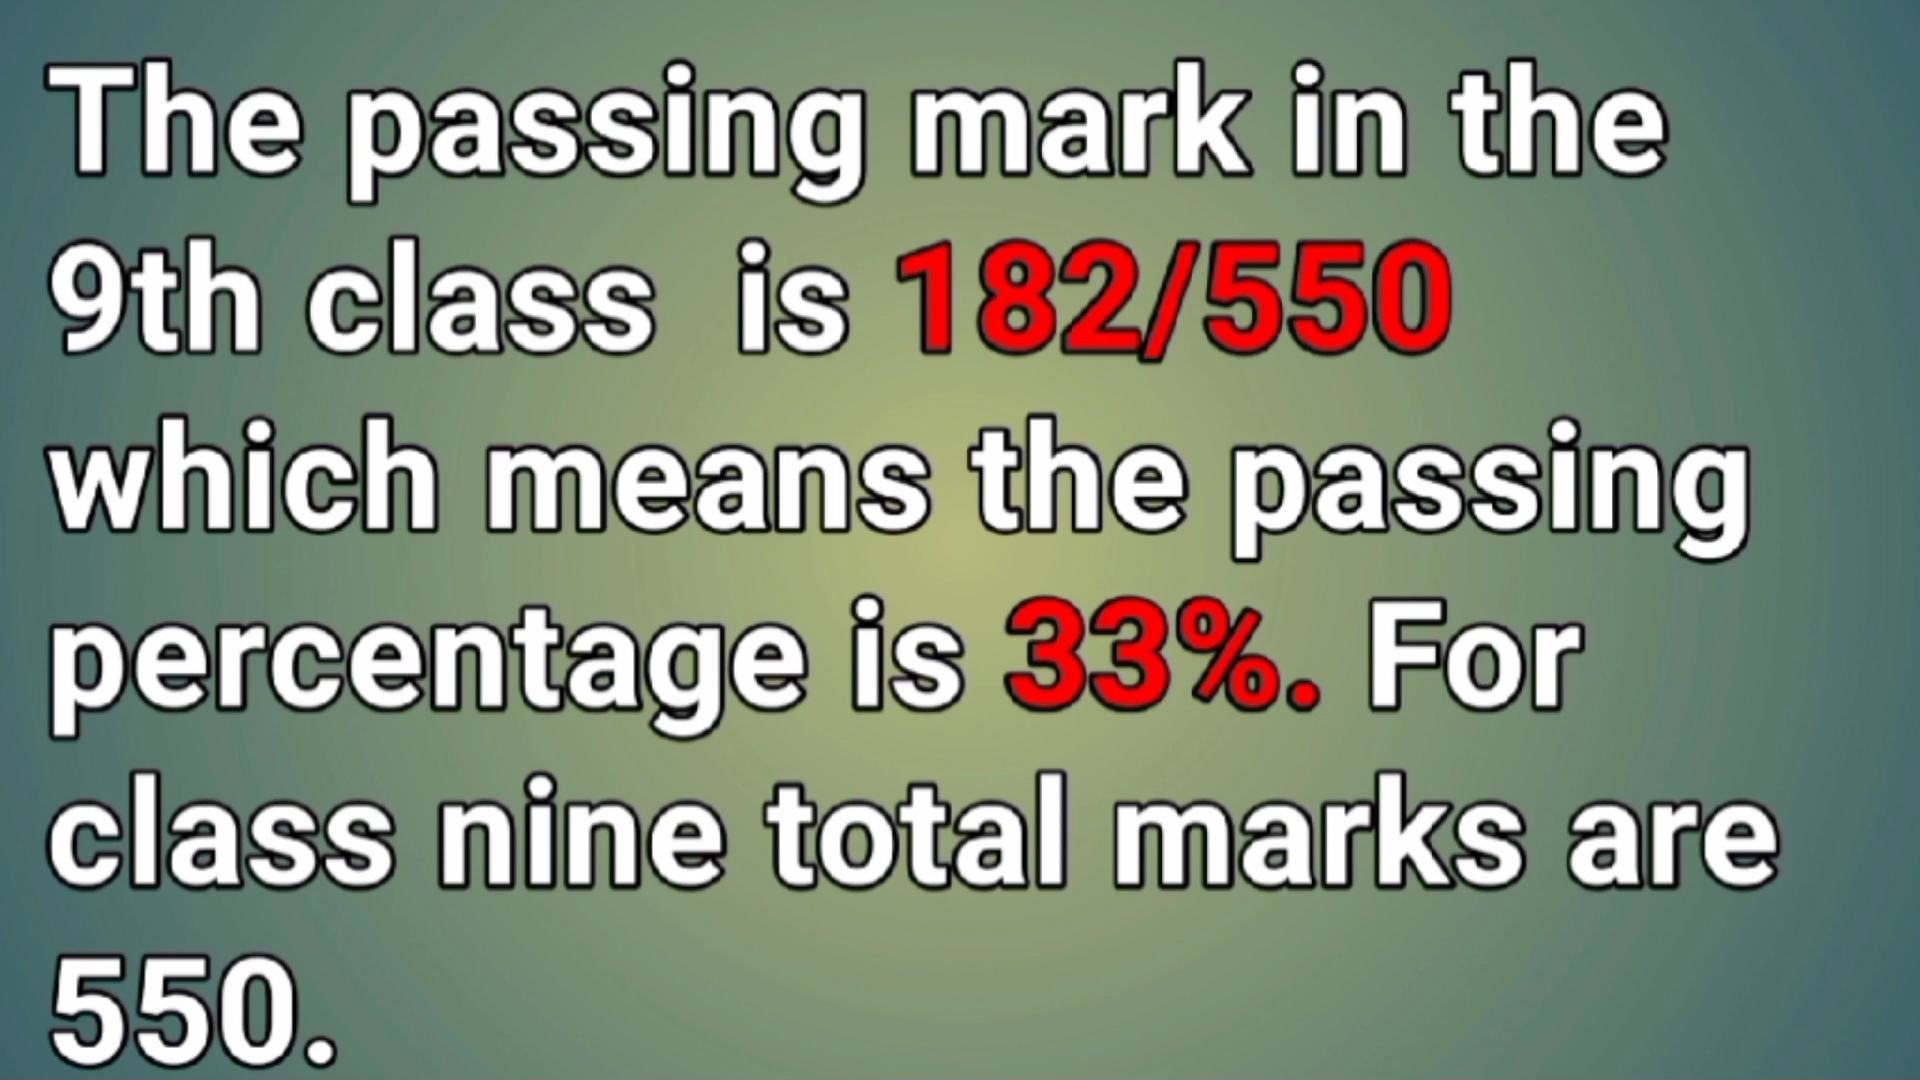 The passing mark in the
9th class  is 182/550
which means the passing
percentage is 33%. For
class nine total marks are
550.